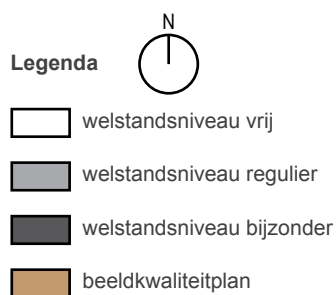 N
Legenda
welstandsniveau vrij
welstandsniveau regulier
welstandsniveau bijzonder
beeldkwaliteitplan